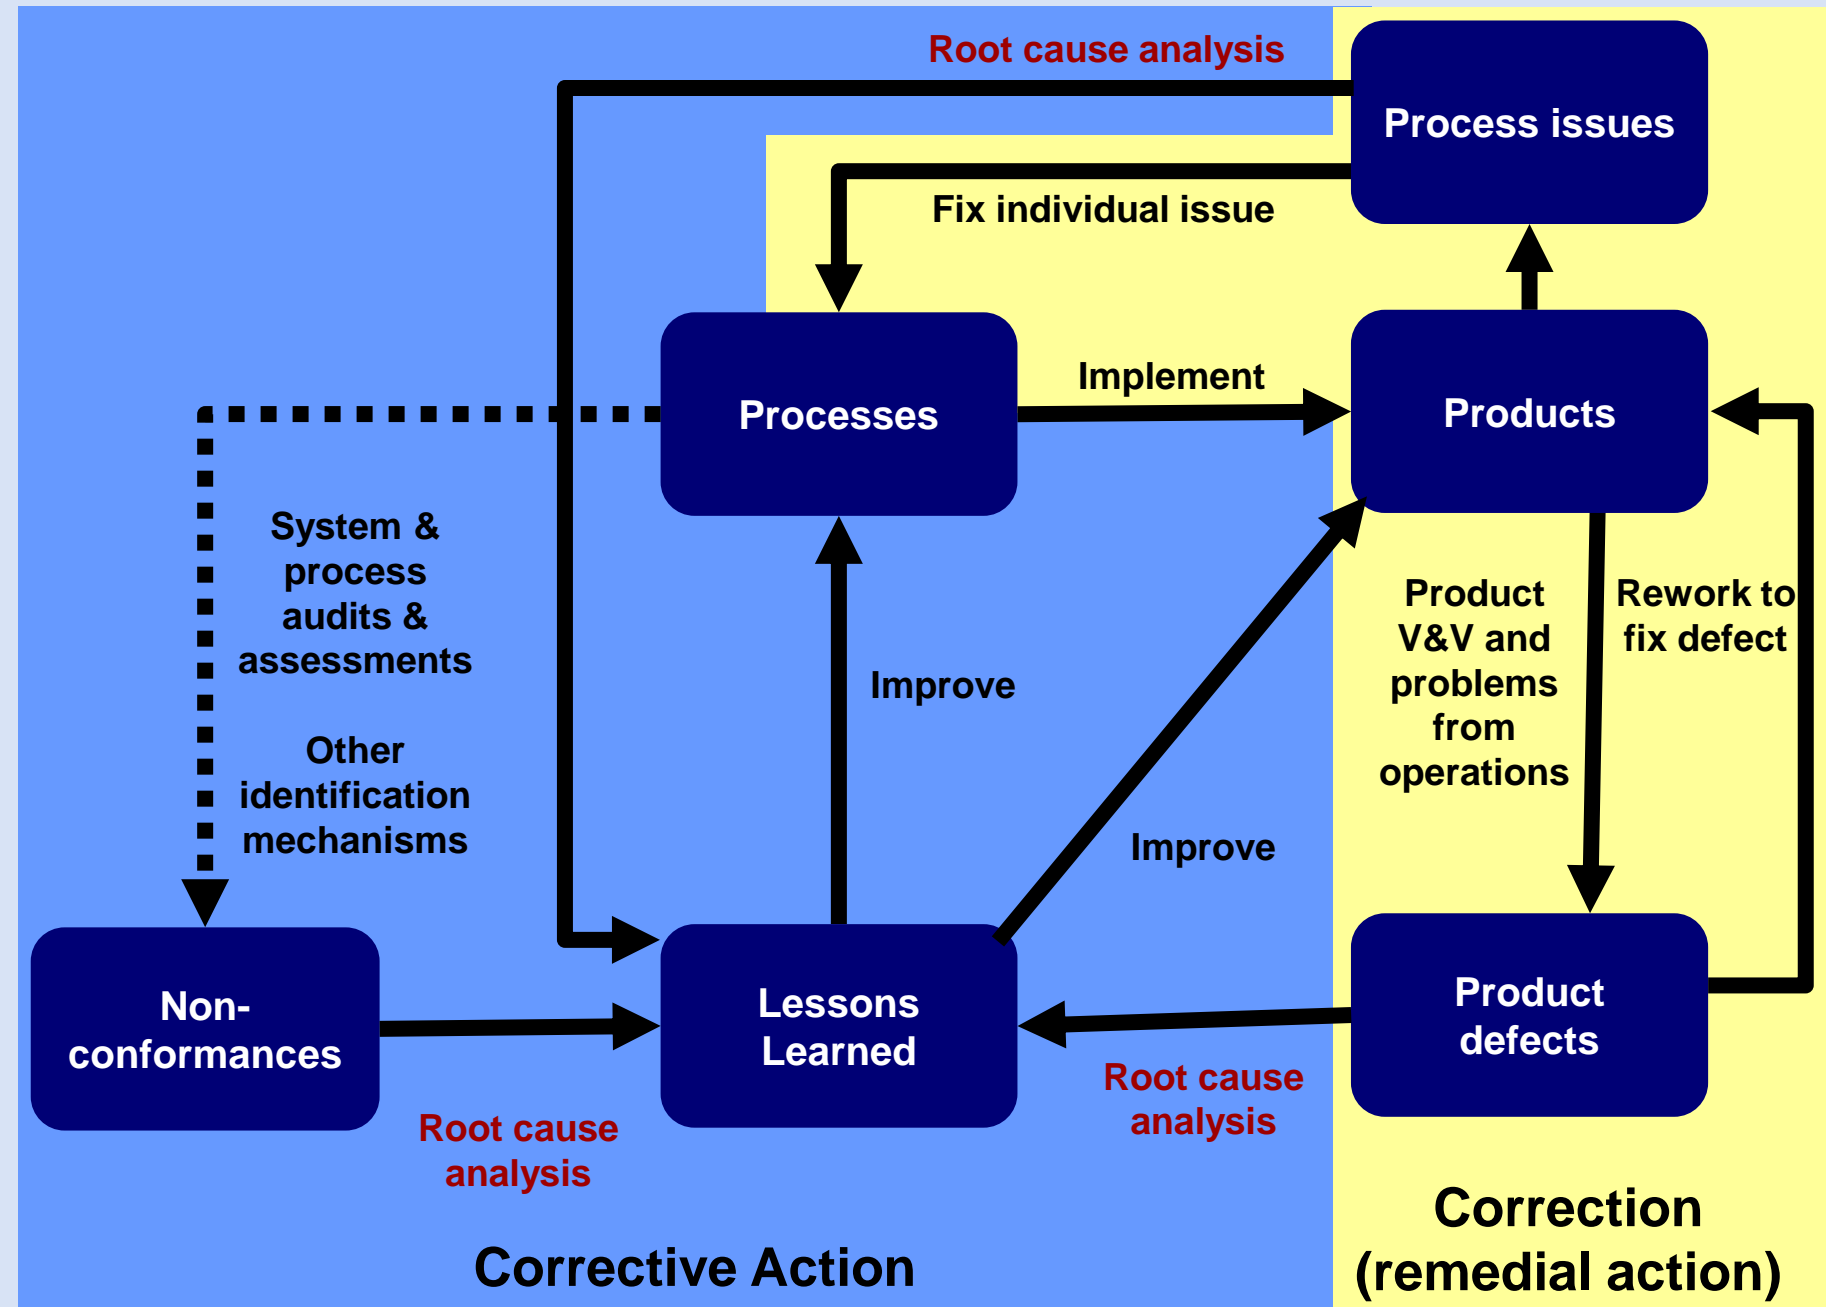 Root cause analysis
Process issues
Fix individual issue
Processes
Implement
Products
System &
process
audits &
assessments
Other
identification
mechanisms
Improve
Improve
Product
V&V and
problems
from
operations
Rework to
fix defect
Non-
conformances
Lessons
Learned
Product
defects
Root cause
analysis
Root cause
analysis
Corrective Action
Correction
(remedial action)